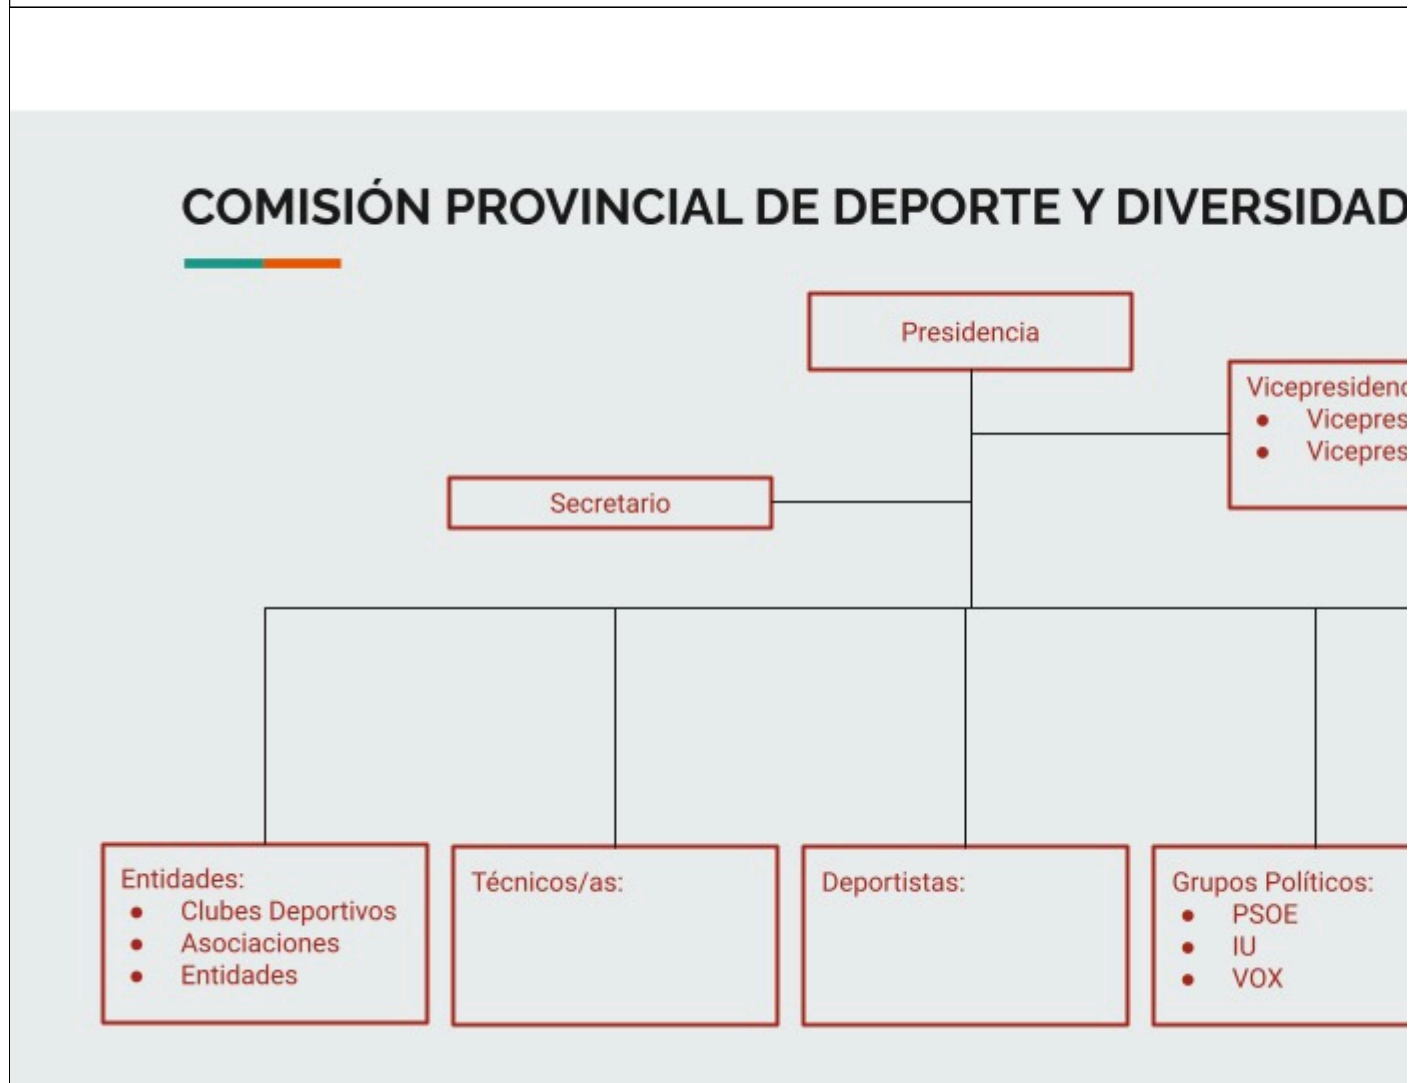 COMISIÓN PROVINCIAL DE DEPORTE Y DIVERSIDAD
Presidencia
Secretario
Entidades:
● Clubes Deportivos
● Asociaciones
● Entidades
Técnicos/as:
Deportistas:
Grupos Políticos:
● PSOE
● IU
● VOX